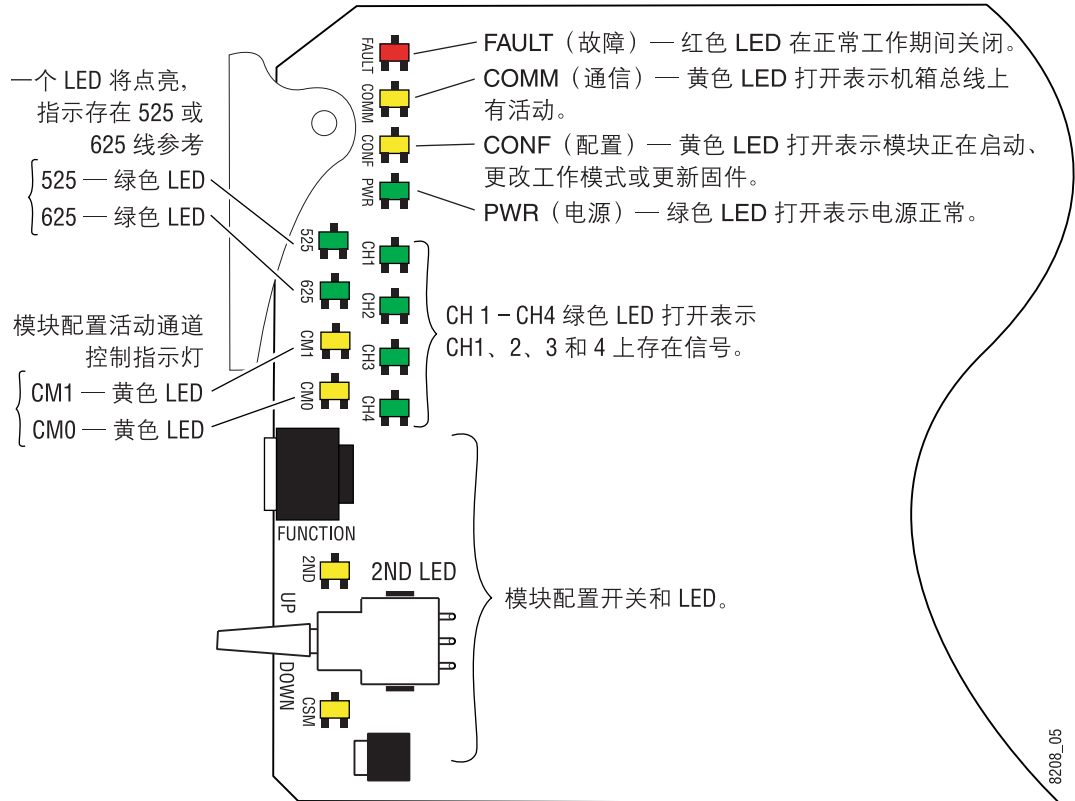 FAULT
COMM
CONF
PWR
FAULT（故障）— 红色 LED 在正常工作期间关闭。
COMM（通信）— 黄色 LED 打开表示机箱总线上
有活动。
CONF（配置）— 黄色 LED 打开表示模块正在启动、
更改工作模式或更新固件。
PWR（电源）— 绿色 LED 打开表示电源正常。
一个 LED 将点亮，
指示存在 525 或
625 线参考
525 — 绿色 LED
625 — 绿色 LED
525
625
CM1
CM0
CH1
CH2
CH3
CH4
CH 1 – CH4 绿色 LED 打开表示
CH1、2、3 和 4 上存在信号。
模块配置活动通道
控制指示灯
CM1 — 黄色 LED
CM0 — 黄色 LED
FUNCTION
2ND
2ND LED
UP
DOWN
CSM
模块配置开关和 LED。
8208_05